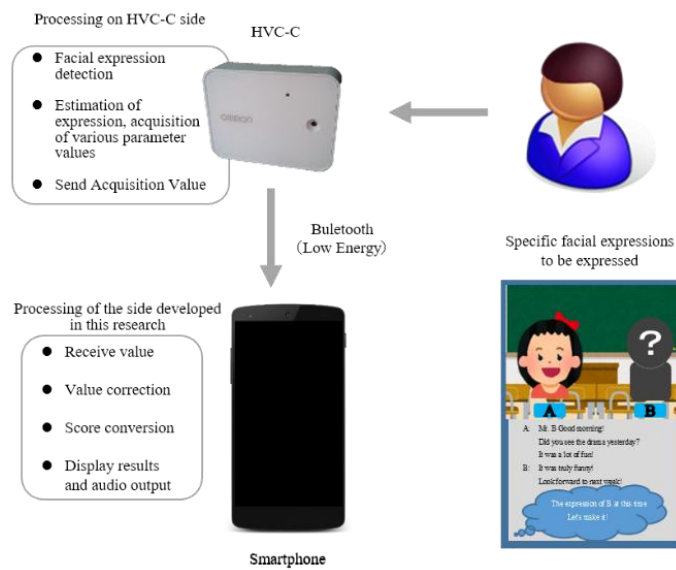 Processing on HVC-C side
HVC-C
● Facial expression
detection
● Estimation of
expression, acquisition
of various parameter
values
● Send Acquisition Value
OMRON
Buletooth
(Low Energy)
Specific facial expressions
to be expressed
Processing of the side developed
in this research
● Receive value
● Value correction
● Score conversion
● Display results
and audio output
Smartphone
?
A
B
A: Mr. B Good morning!
Did you see the drama yesterday?
It was a lot of fun!
B: It was truly funny!
Look forward to next week!
The expression of B at this time
Let's make it!